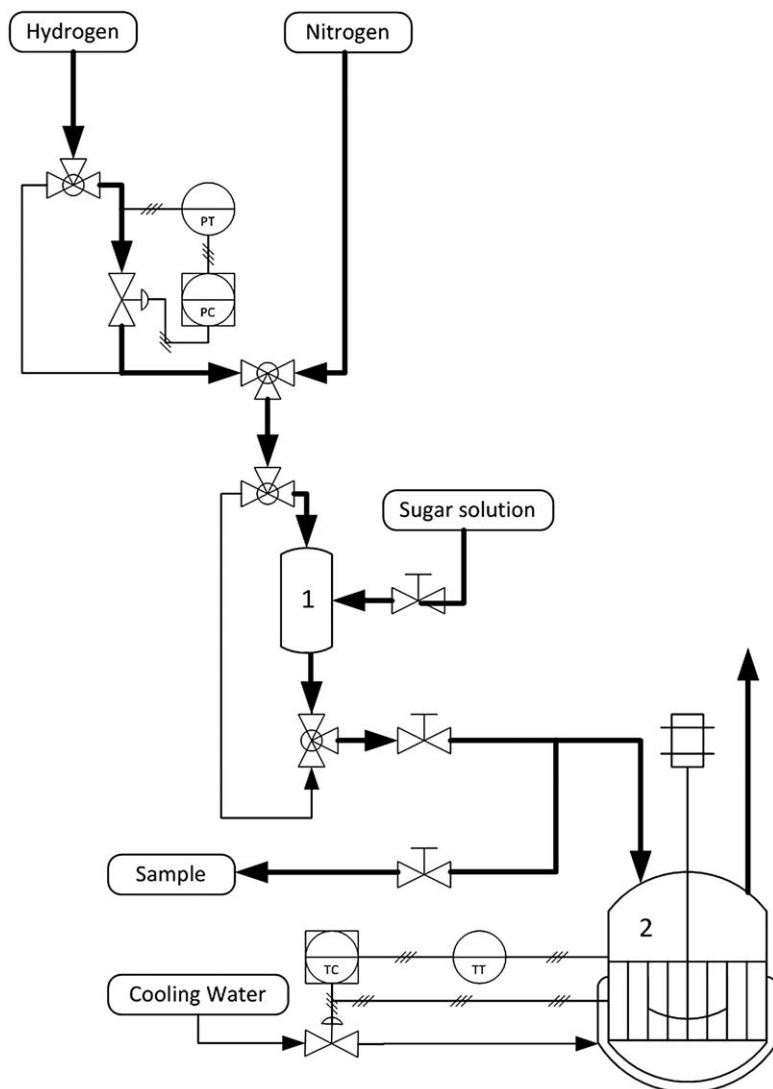 Hydrogen
Nitrogen
PT
PC
Sugar solution
1
Sample
2
TC
TT
Cooling Water